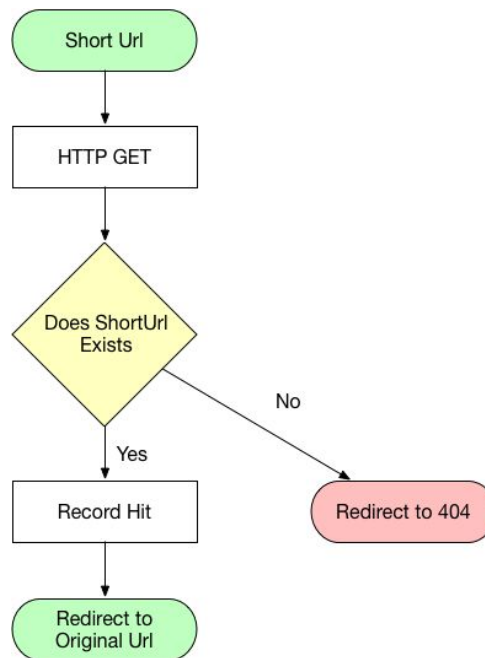 Short Url
HTTP GET
Does ShortUrl
Exists
No
Yes
Record Hit
Redirect to 404
Redirect to
Original Url